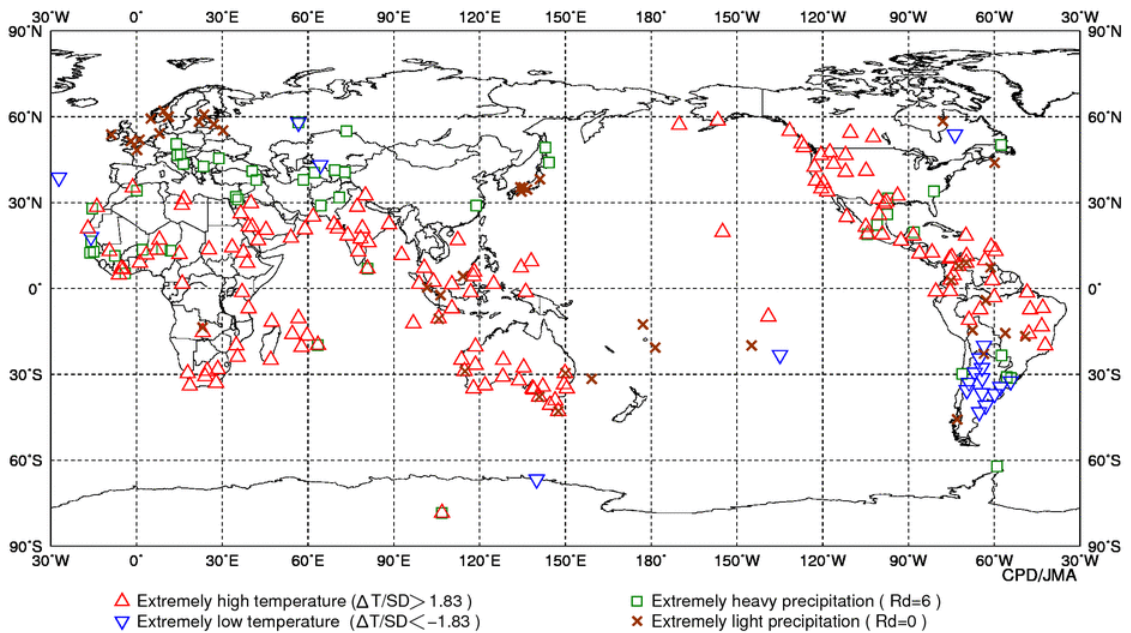 30˚W 0˚ 30˚E 60˚E 90˚E 120˚E 150˚E 180˚ 150˚W 120˚W 90˚W 60˚W 30˚W
90˚N 90˚N
60˚N 60˚N
30˚N 30˚N
0˚ 0˚
30˚S 30˚S
60˚S 60˚S
90˚S 90˚S
30˚W 0˚ 30˚E 60˚E 90˚E 120˚E 150˚E 180˚ 150˚W 120˚W 90˚W 60˚W 30˚W
CPD/JMA
Extremely high temperature (ΔT/SD> 1.83 ) Extremely heavy precipitation ( Rd=6 )
Extremely low temperature (ΔT/SD<−1.83) Extremely light precipitation ( Rd=0 )